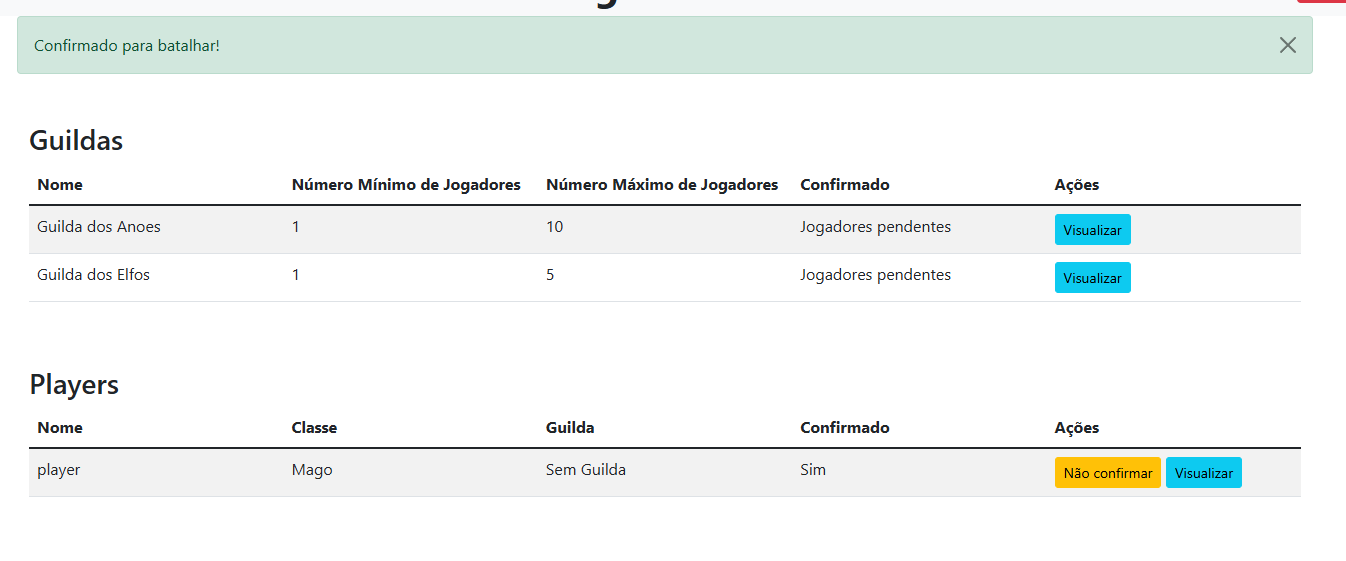 Confirmado para batalhar!
Guildas
Nome Número Mínimo de Jogadores Número Máximo de Jogadores Confirmado Ações
Guilda dos Anoes 1 10 Jogadores pendentes Visualizar
Guilda dos Elfos 1 5 Jogadores pendentes Visualizar
Players
Nome Classe Guilda Confirmado Ações
player Mago Sem Guilda Sim Não confirmar Visualizar